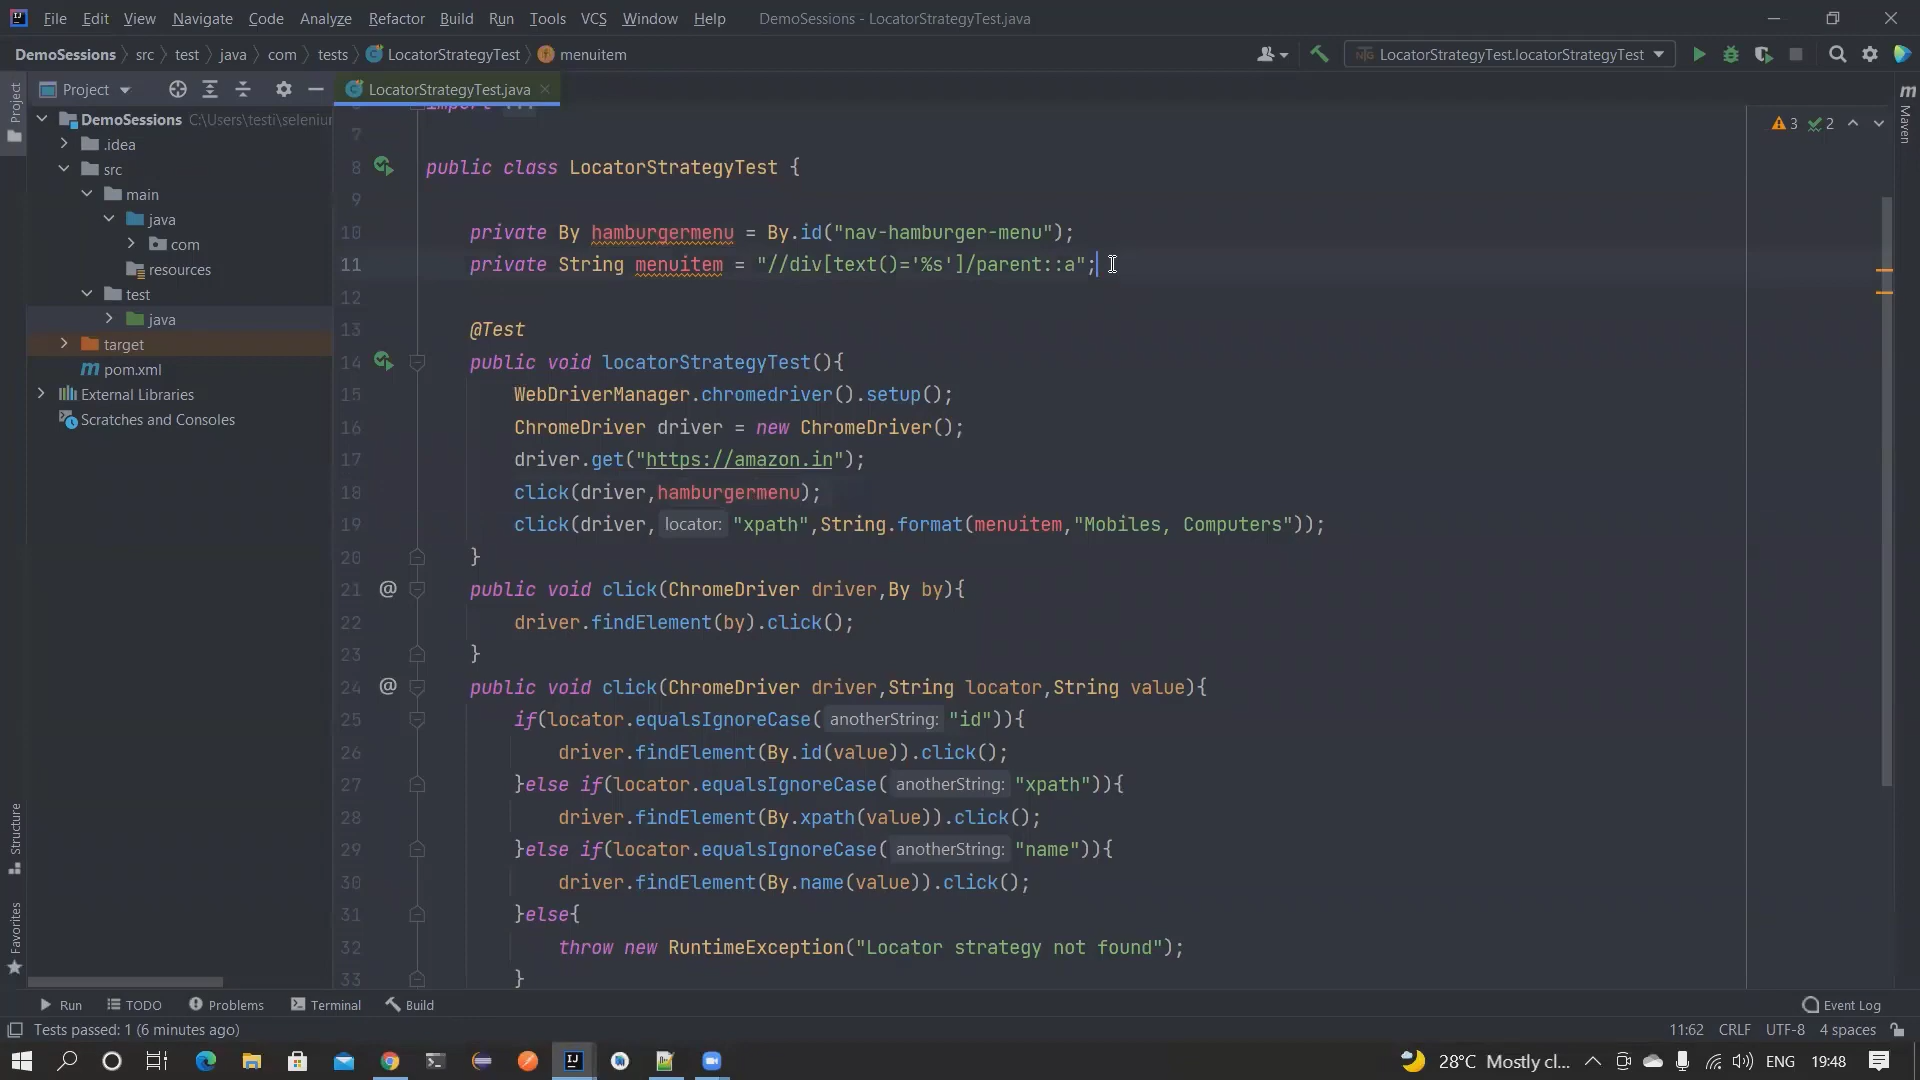 File Edit View Navigate Code Analyze Refactor Build Run Tools VCS Window Help DemoSessions - LocatorStrategyTest.java
DemoSessions src test java com tests LocatorStrategyTest menuitem LocatorStrategyTest.locatorStrategyTest
Project
Project LocatorStrategyTest.java
DemoSessions C:\Users\testi\seleniu
.idea
src
main
java
com
resources
test
java
target
pom.xml
External Libraries
Scratches and Consoles
3 2
Maven
7
8 public class LocatorStrategyTest {
9
10 private By hamburgermenu = By.id("nav-hamburger-menu");
11 private String menuitem = "//div[text()='%s']/parent::a";
12
13 @Test
14 public void locatorStrategyTest(){
15 WebDriverManager.chromedriver().setup();
16 ChromeDriver driver = new ChromeDriver();
17 driver.get("https://amazon.in");
18 click(driver,hamburgermenu);
19 click(driver, locator: "xpath",String.format(menuitem,"Mobiles, Computers"));
20 }
21 @ public void click(ChromeDriver driver,By by){
22 driver.findElement(by).click();
23 }
24 @ public void click(ChromeDriver driver,String locator,String value){
25 if(locator.equalsIgnoreCase( anotherString: "id")){
26 driver.findElement(By.id(value)).click();
27 }else if(locator.equalsIgnoreCase( anotherString: "xpath")){
28 driver.findElement(By.xpath(value)).click();
29 }else if(locator.equalsIgnoreCase( anotherString: "name")){
30 driver.findElement(By.name(value)).click();
31 }else{
32 throw new RuntimeException("Locator strategy not found");
33 }
Structure
Favorites
Run TODO Problems Terminal Build Event Log
Tests passed: 1 (6 minutes ago) 11:62 CRLF UTF-8 4 spaces
28°C Mostly cl... ENG 19:48